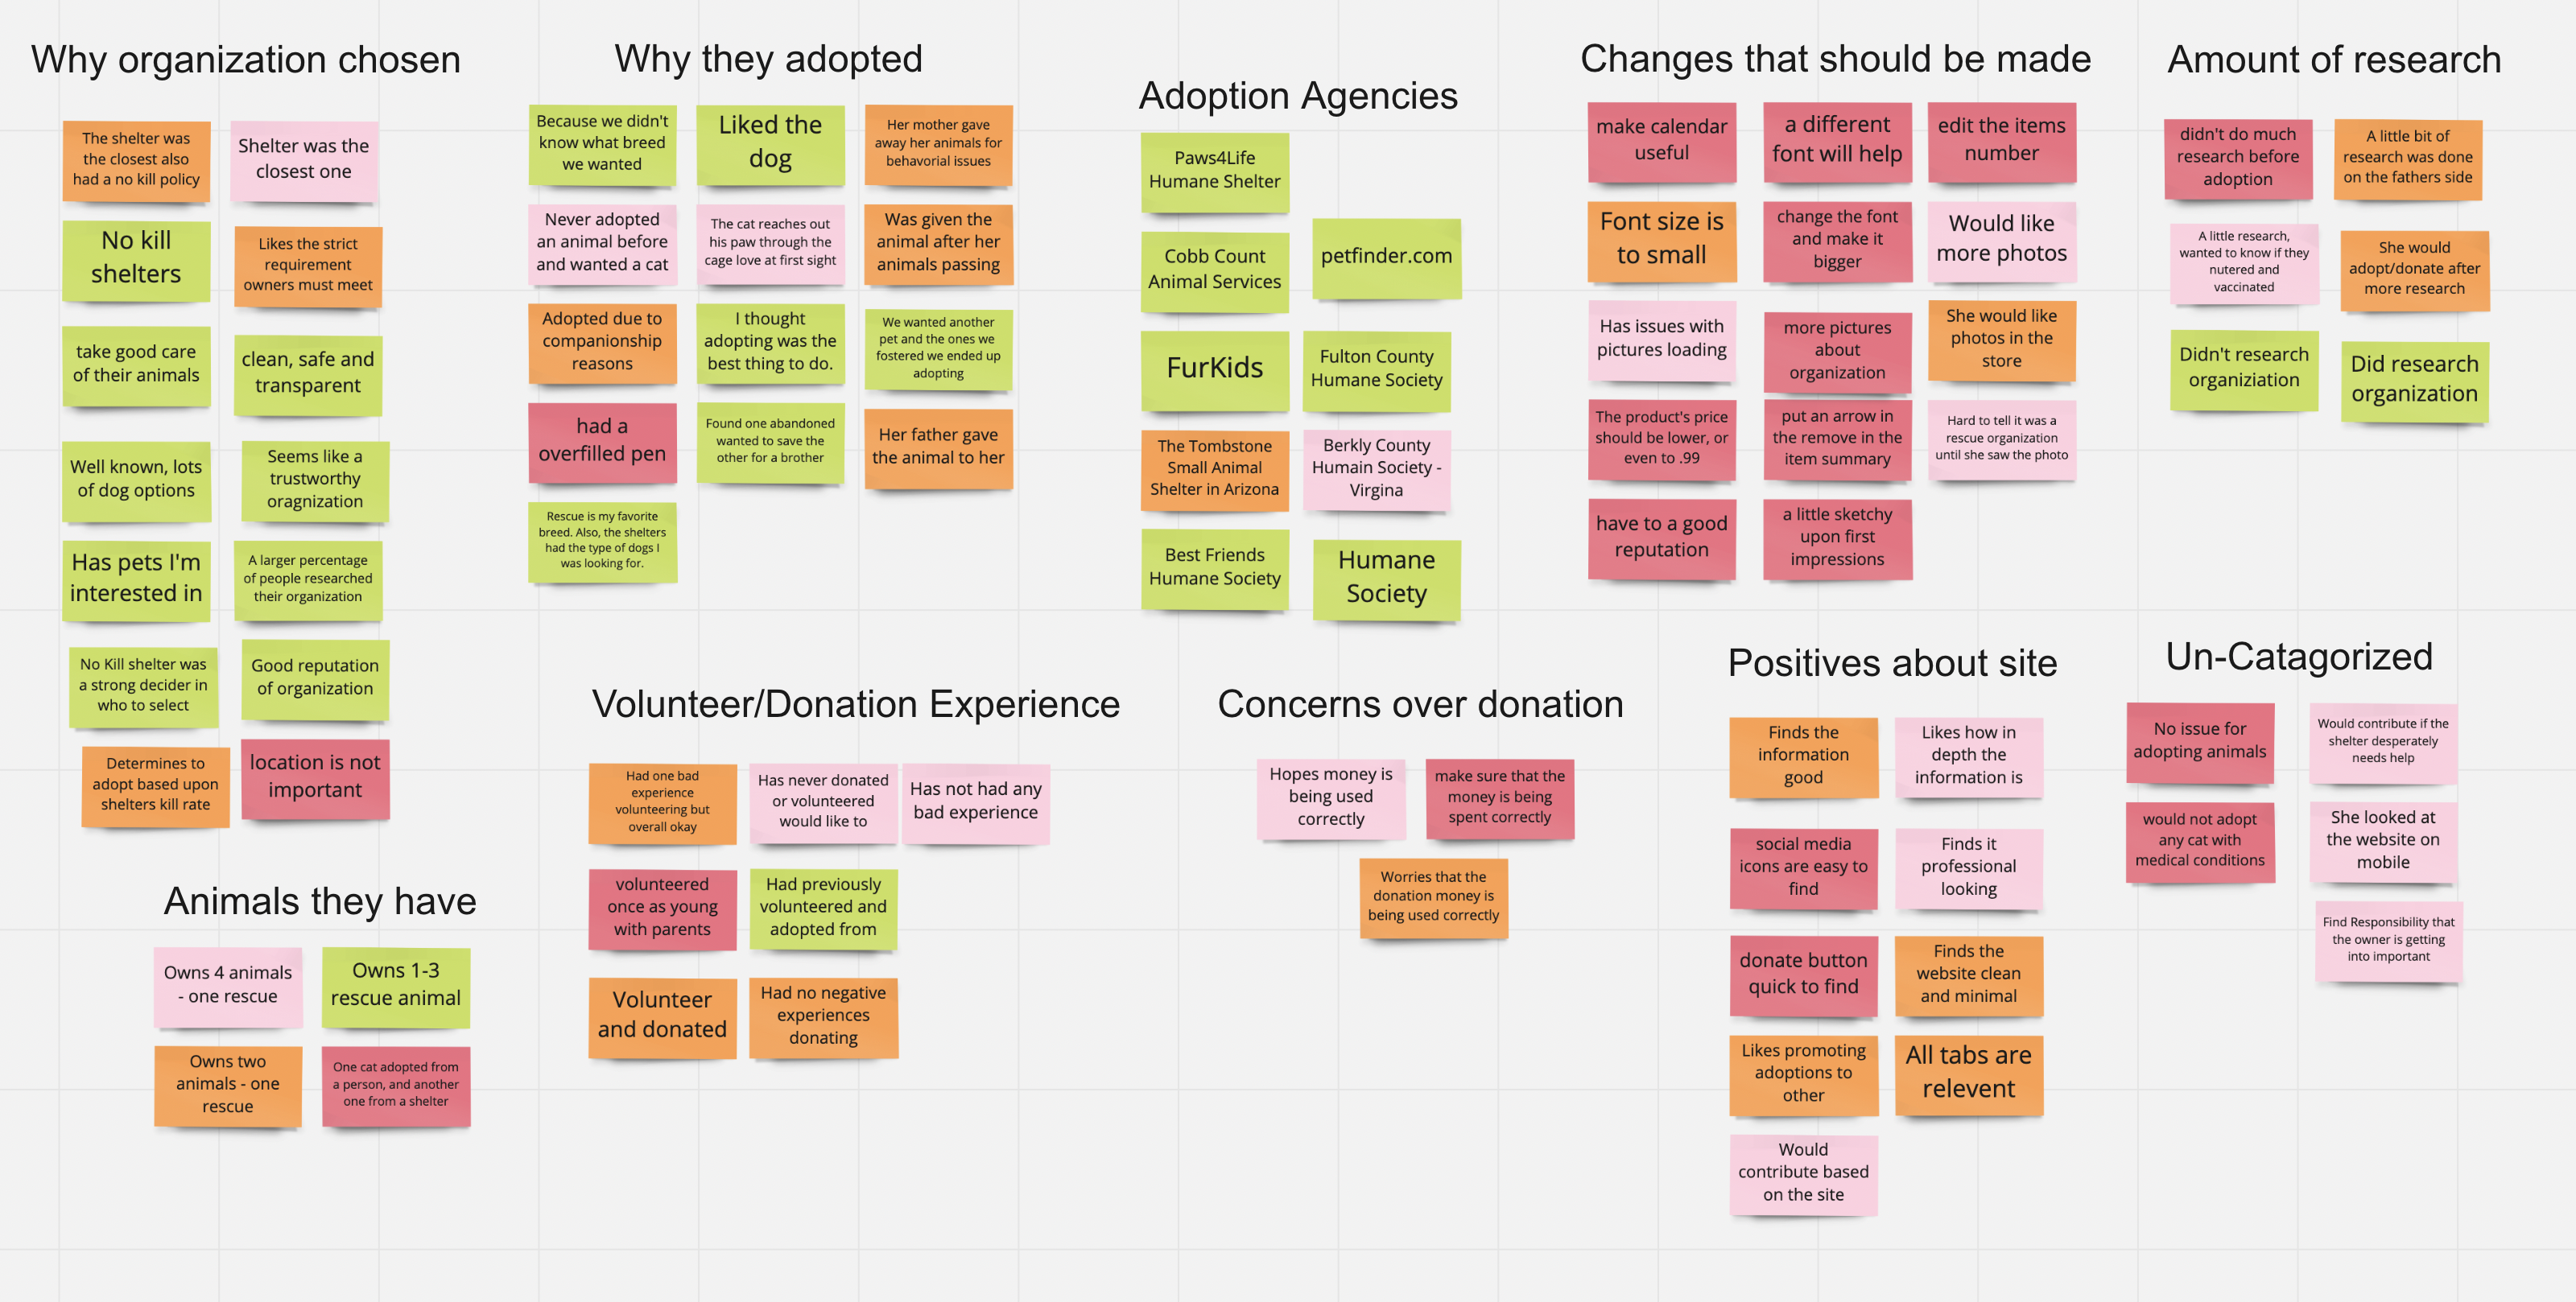 Why organization chosen
The shelter was
the closest also
had a no kill policy
Shelter was the
closest one
No kill
shelters
Likes the strict
requirement
owners must meet
take good care
of their animals
clean, safe and
transparent
Well known, lots
of dog options
Seems like a
trustworthy
oragnization
Has pets I'm
interested in
A larger percentage
of people researched
their organization
No Kill shelter was
a strong decider in
who to select
Good reputation
of organization
Determines to
adopt based upon
shelters kill rate
location is not
important
Why they adopted
Because we didn't
know what breed
we wanted
Liked the
dog
Her mother gave
away her animals for
behavorial issues
Never adopted
an animal before
and wanted a cat
The cat reaches out
his paw through the
cage love at first sight
Was given the
animal after her
animals passing
Adopted due to
companionship
reasons
I thought
adopting was the
best thing to do.
We wanted another
pet and the ones we
fostered we ended up
adopting
had a
overfilled pen
Found one abandoned
wanted to save the
other for a brother
Her father gave
the animal to her
Rescue is my favorite
breed. Also, the shelters
had the type of dogs I
was looking for.
Adoption Agencies
Paws4Life
Humane Shelter
Cobb Count
Animal Services
petfinder.com
FurKids
Fulton County
Humane Society
The Tombstone
Small Animal
Shelter in Arizona
Berkly County
Humain Society -
Virgina
Best Friends
Humane Society
Humane
Society
Changes that should be made
make calendar
useful
a different
font will help
edit the items
number
Font size is
to small
change the font
and make it
bigger
Would like
more photos
Has issues with
pictures loading
more pictures
about
organization
She would like
photos in the
store
The product's price
should be lower, or
even to .99
put an arrow in
the remove in the
item summary
Hard to tell it was a
rescue organization
until she saw the photo
have to a good
reputation
a little sketchy
upon first
impressions
Amount of research
didn't do much
research before
adoption
A little bit of
research was done
on the fathers side
A little research,
wanted to know if they
nutered and
vaccinated
She would
adopt/donate after
more research
Didn't research
organiziation
Did research
organization
Animals they have
Owns 4 animals
- one rescue
Owns 1-3
rescue animal
Owns two
animals - one
rescue
One cat adopted from
a person, and another
one from a shelter
Volunteer/Donation Experience
Had one bad
experience
volunteering but
overall okay
Has never donated
or volunteered
would like to
Has not had any
bad experience
volunteered
once as young
with parents
Had previously
volunteered and
adopted from
Volunteer
and donated
Had no negative
experiences
donating
Concerns over donation
Hopes money is
being used
correctly
make sure that the
money is being
spent correctly
Worries that the
donation money is
being used correctly
Positives about site
Finds the
information
good
Likes how in
depth the
information is
social media
icons are easy to
find
Finds it
professional
looking
donate button
quick to find
Finds the
website clean
and minimal
Likes promoting
adoptions to
other
All tabs are
relevent
Would
contribute based
on the site
Un-Catagorized
No issue for
adopting animals
Would contribute if the
shelter desperately
needs help
would not adopt
any cat with
medical conditions
She looked at
the website on
mobile
Find Responsibility that
the owner is getting
into important